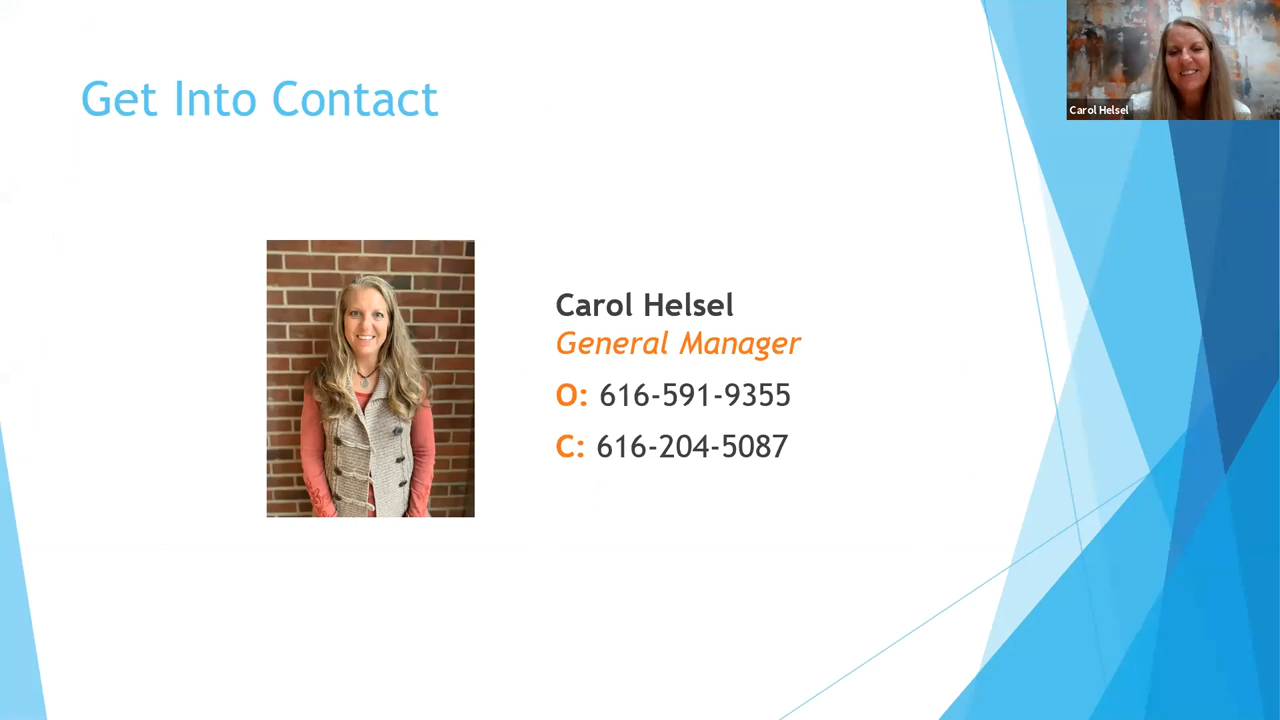 Get Into Contact
Carol Helsel
Carol Helsel
General Manager
O: 616-591-9355
C: 616-204-5087